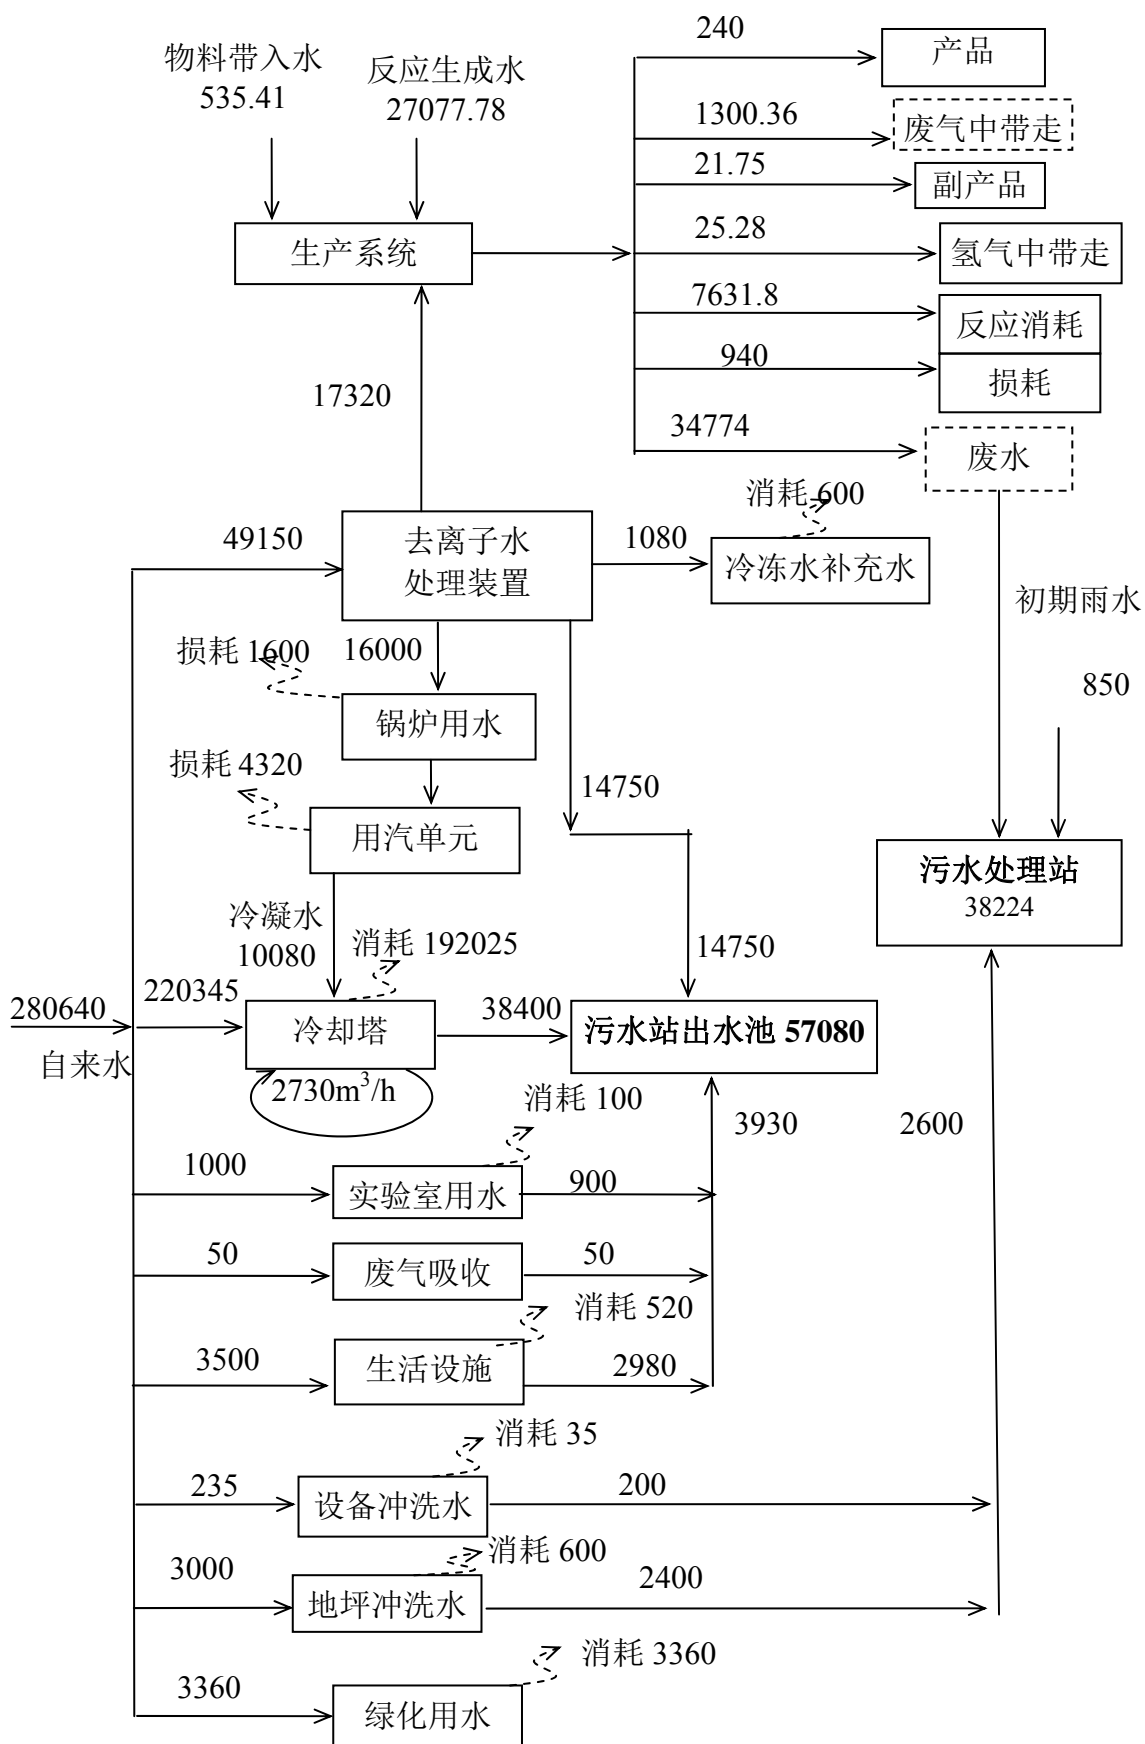 240
产品
物料带入水
535.41
反应生成水
27077.78
1300.36
废气中带走
21.75
副产品
生产系统
25.28
氢气中带走
7631.8
反应消耗
940
损耗
17320
34774
废水
消耗 600
49150
去离子水
处理装置
1080
冷冻水补充水
初期雨水
850
损耗 1600
16000
锅炉用水
损耗 4320
14750
用汽单元
污水处理站
38224
冷凝水
10080
消耗 192025
14750
280640
自来水
220345
冷却塔
38400
污水站出水池 57080
2730m³/h
消耗 100
3930
2600
1000
实验室用水
900
50
废气吸收
50
消耗 520
3500
生活设施
2980
消耗 35
235
设备冲洗水
200
消耗 600
3000
地坪冲洗水
2400
消耗 3360
3360
绿化用水